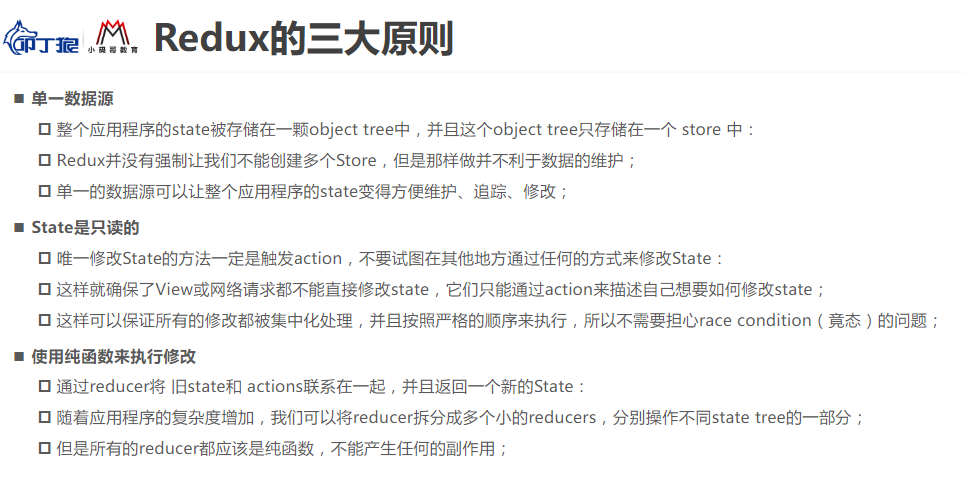 叩丁狼 小码哥教育 Redux的三大原则
单一数据源
整个应用程序的state被存储在一颗object tree中，并且这个object tree只存储在一个 store 中：
Redux并没有强制让我们不能创建多个Store，但是那样做并不利于数据的维护；
单一的数据源可以让整个应用程序的state变得方便维护、追踪、修改；
State是只读的
唯一修改State的方法一定是触发action，不要试图在其他地方通过任何的方式来修改State：
这样就确保了View或网络请求都不能直接修改state，它们只能通过action来描述自己想要如何修改state；
这样可以保证所有的修改都被集中化处理，并且按照严格的顺序来执行，所以不需要担心race condition（竟态）的问题；
使用纯函数来执行修改
通过reducer将 旧state和 actions联系在一起，并且返回一个新的State：
随着应用程序的复杂度增加，我们可以将reducer拆分成多个小的reducers，分别操作不同state tree的一部分；
但是所有的reducer都应该是纯函数，不能产生任何的副作用；